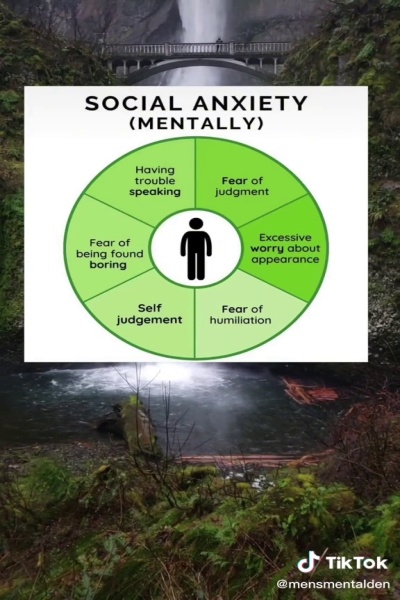 SOCIAL ANXIETY
(MENTALLY)
Having
trouble
speaking
Fear of
judgment
Excessive
worry about
appearance
Fear of
humiliation
Self
judgement
Fear of
being found
boring
TikTok
@mensmentalden